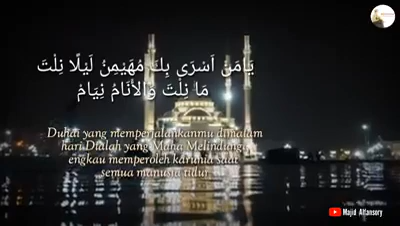 يَامَنْ اَسْرَى بِكَ مُهَيْمِنُ لَيْلًا نِلْتَ
مَا نِلْتَ وَالْأَنَامُ نِيَامُ
Duhai yang memperjalankanmu dimalam
hari Dialah yang Maha Melindungi,
engkau memperoleh karunia saat
semua manusia tidur
Majid Alfansory